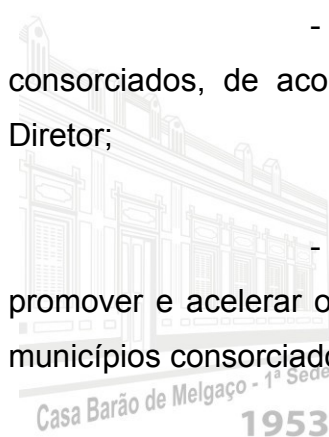 -
consorciados, de aco
Diretor;
-
promover e acelerar o
municípios consorciado
Casa Barão de Melgaço - 1ª Sede
1953